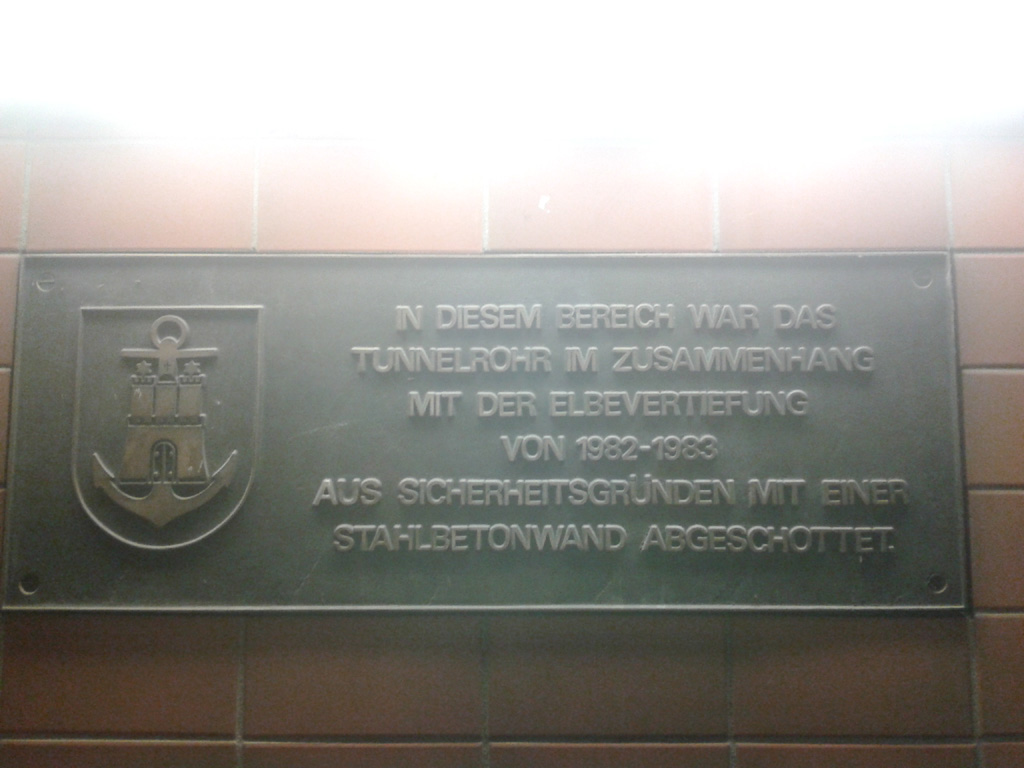 IN DIESEM BEREICH WAR DAS
TUNNELROHR IM ZUSAMMENHANG
MIT DER ELBEVERTIEFUNG
VON 1982-1983
AUS SICHERHEITSGRÜNDEN MIT EINER
STAHLBETONWAND ABGESCHOTTET.